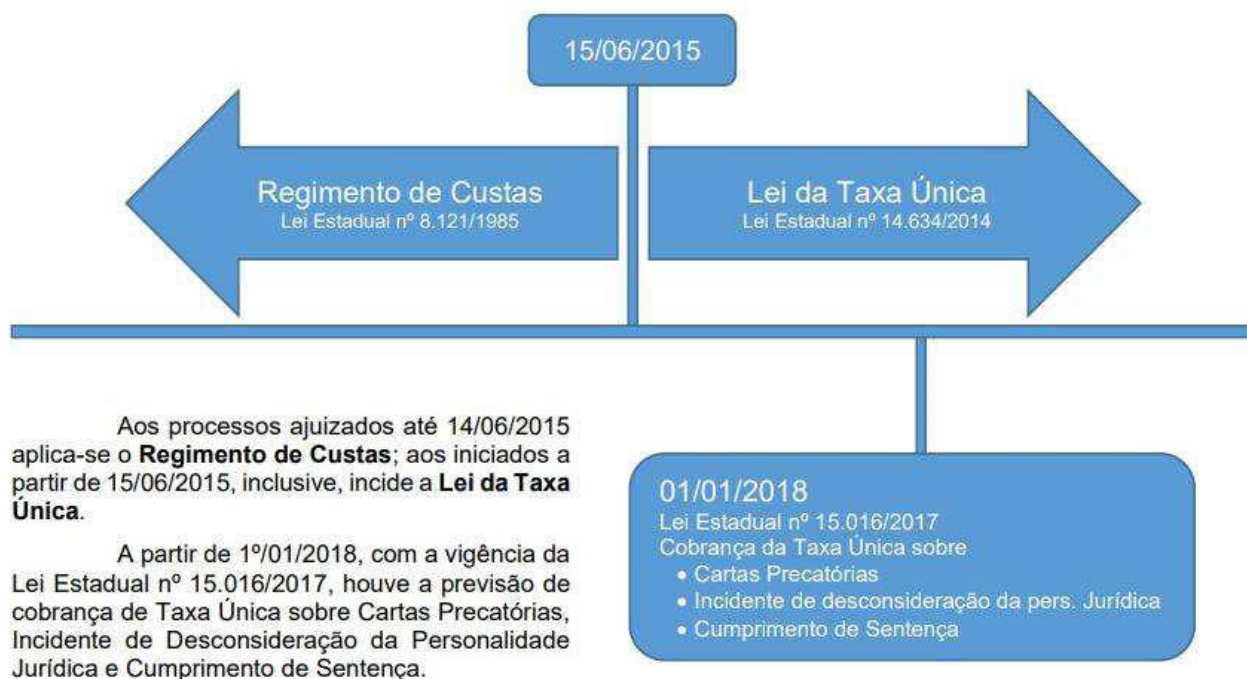 15/06/2015
Regimento de Custas
Lei Estadual nº 8.121/1985
Lei da Taxa Única
Lei Estadual nº 14.634/2014
Aos processos ajuizados até 14/06/2015
aplica-se o Regimento de Custas; aos iniciados a
partir de 15/06/2015, inclusive, incide a Lei da Taxa
Única.
A partir de 1º/01/2018, com a vigência da
Lei Estadual nº 15.016/2017, houve a previsão de
cobrança de Taxa Única sobre Cartas Precatórias,
Incidente de Desconsideração da Personalidade
Jurídica e Cumprimento de Sentença.
01/01/2018
Lei Estadual nº 15.016/2017
Cobrança da Taxa Única sobre
• Cartas Precatórias
• Incidente de desconsideração da pers. Jurídica
• Cumprimento de Sentença